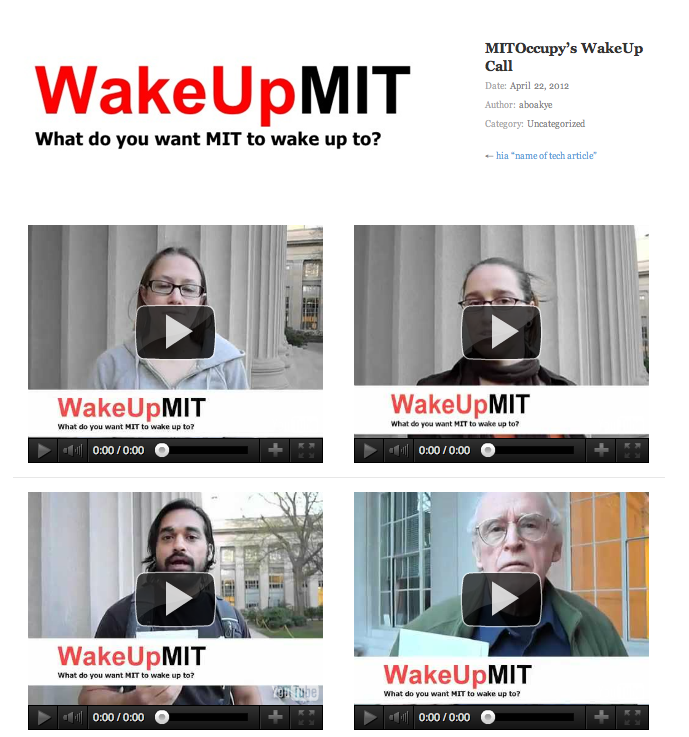 WakeUpMIT
What do you want MIT to wake up to?
MITOccupy's WakeUp
Call
Date: April 22, 2012
Author: aboakye
Category: Uncategorized
← hia "name of tech article"
WakeUpMIT
What do you want MIT to wake up to?
0:00 / 0:00
WakeUpMIT
What do you want MIT to wake up to?
0:00 / 0:00
WakeUpMIT
What do you want MIT to wake up to?
YouTube
0:00 / 0:00
WakeUpMIT
What do you want MIT to wake up to?
0:00 / 0:00